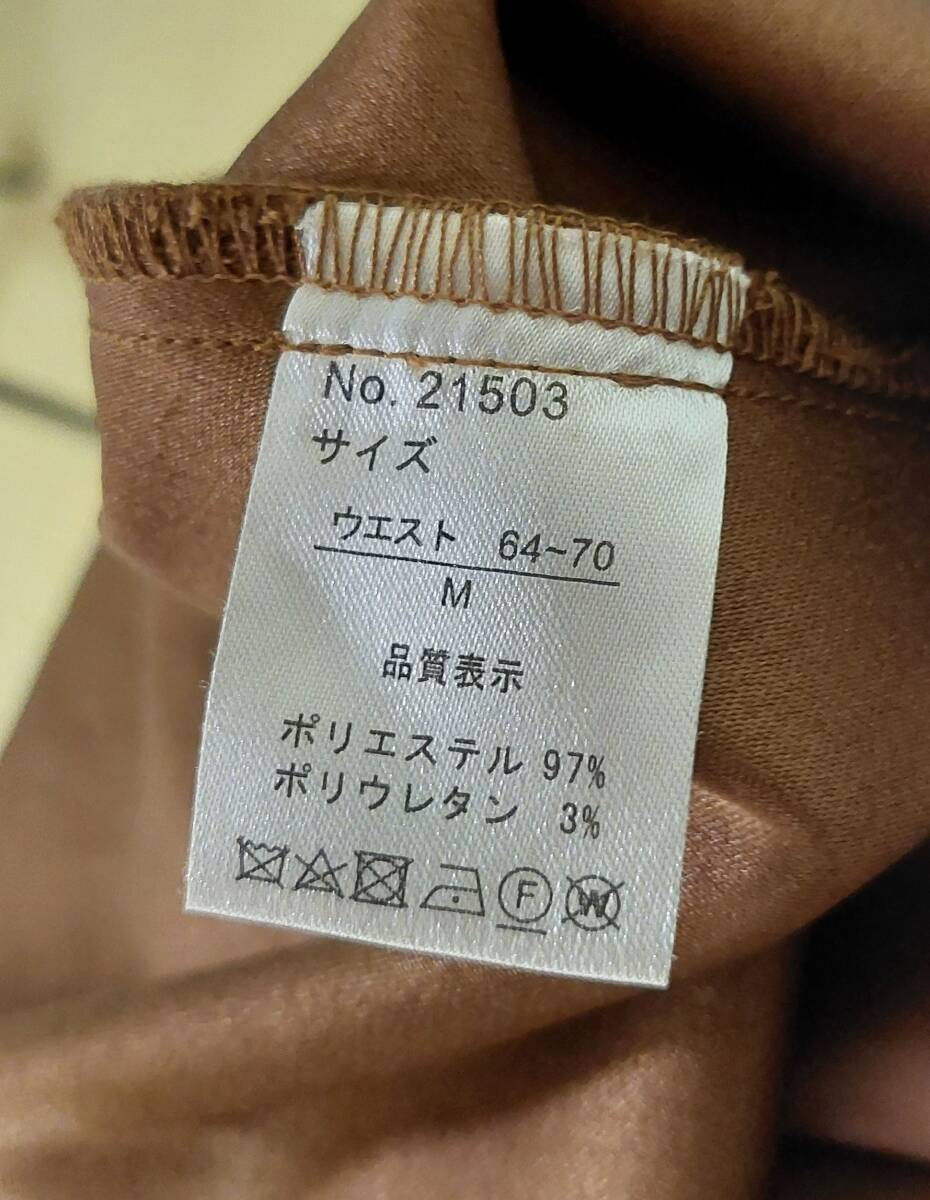 No. 21503
サイズ
ウエスト 64~70
M
品質表示
ポリエステル 97%
ポリウレタン 3%
F W